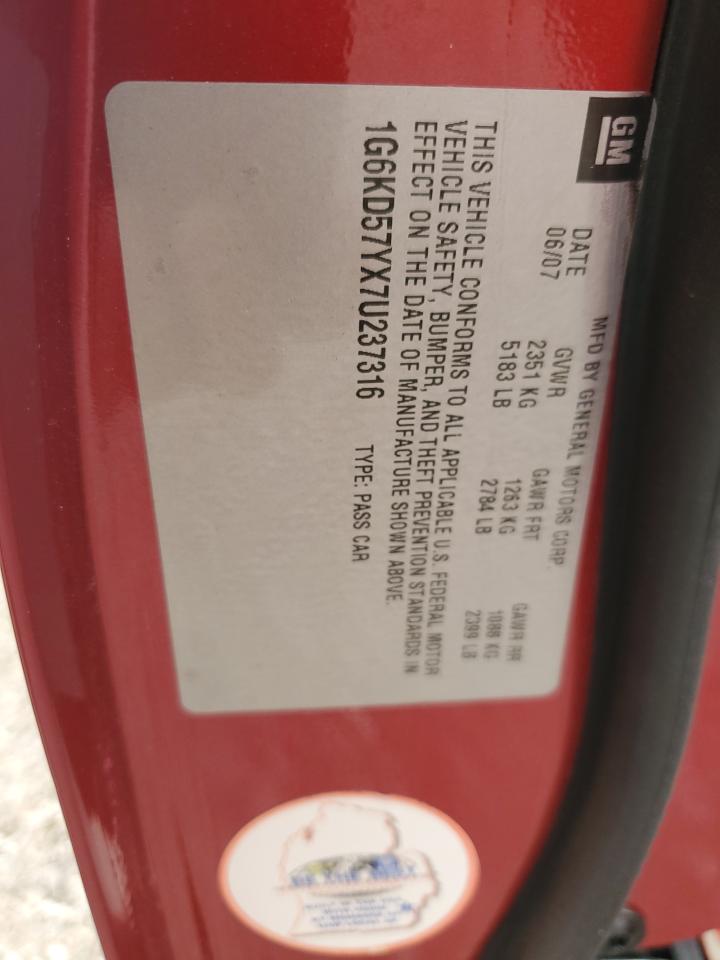 GM
MFD BY GENERAL MOTORS CORP.
DATE GVWR GAWR FRT GAWR RR
06/07 2351 KG 1263 KG 1088 KG
5183 LB 2784 LB 2399 LB
THIS VEHICLE CONFORMS TO ALL APPLICABLE U.S. FEDERAL MOTOR
VEHICLE SAFETY, BUMPER, AND THEFT PREVENTION STANDARDS IN
EFFECT ON THE DATE OF MANUFACTURE SHOWN ABOVE.
1G6KD57YX7U237316 TYPE: PASS CAR